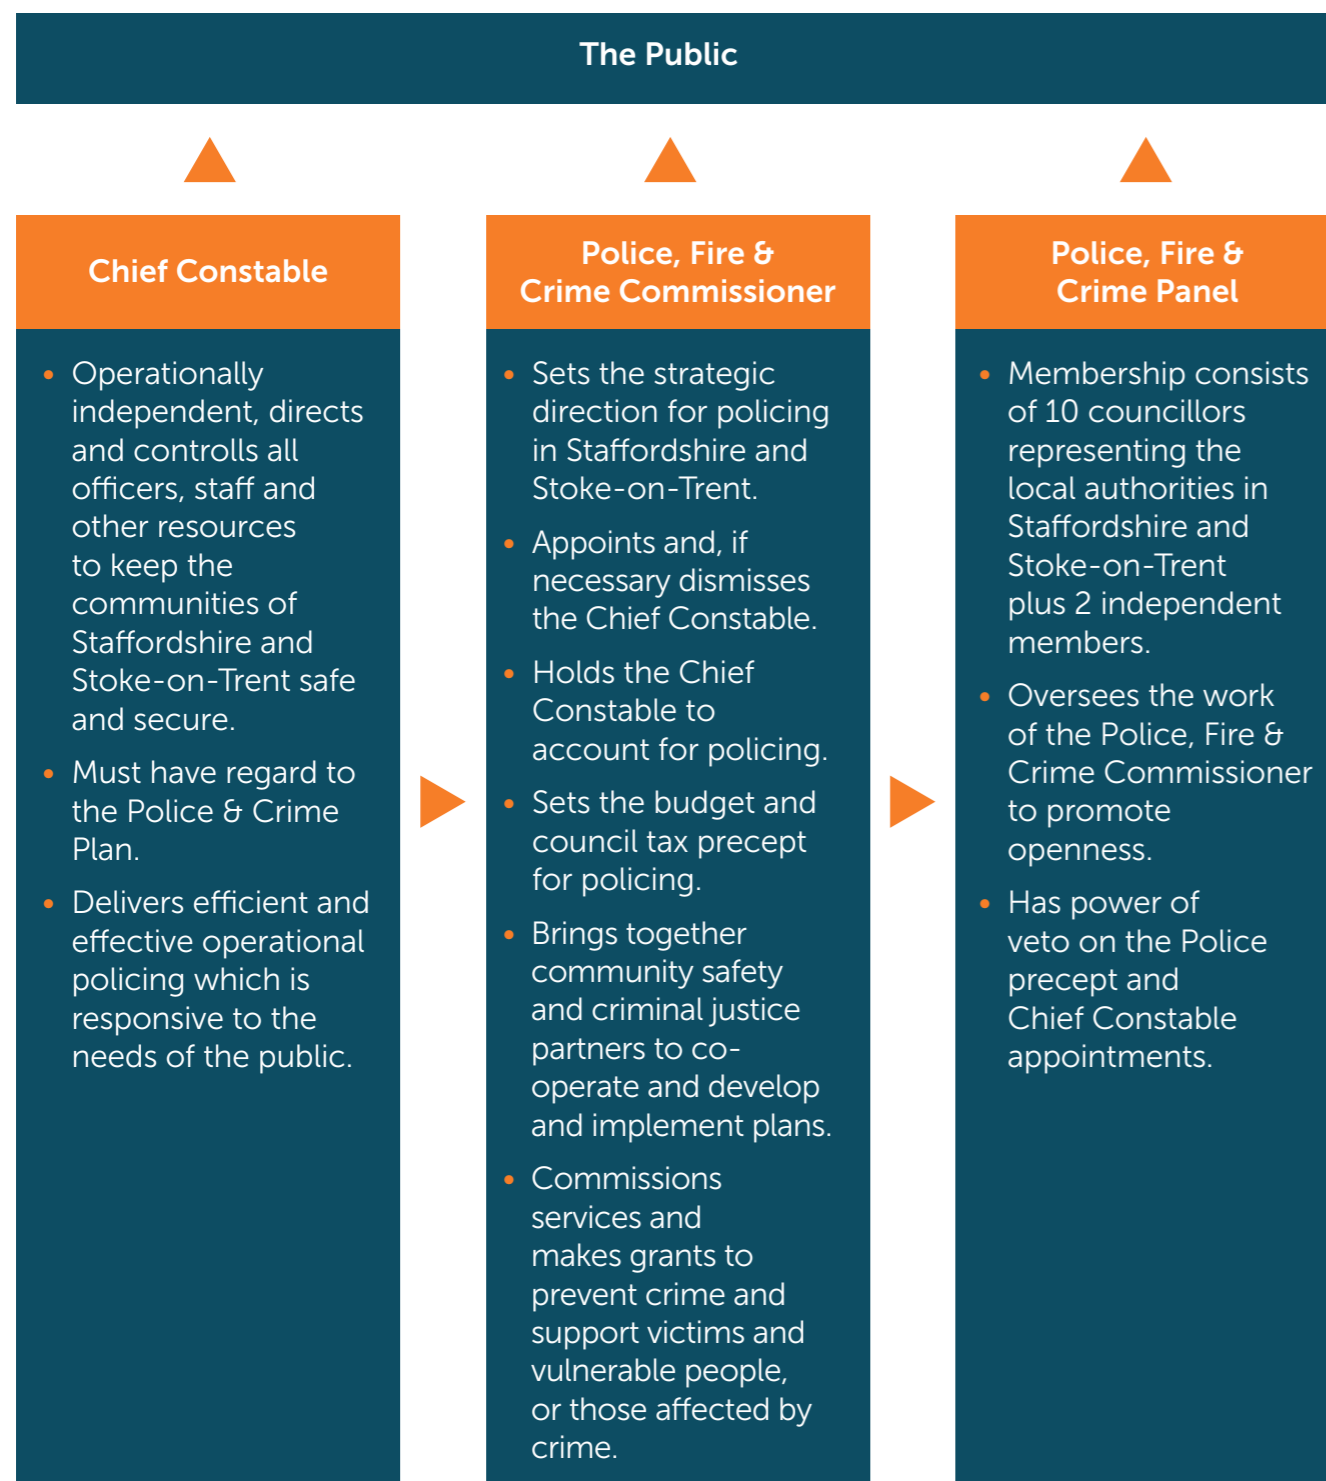 The Public
Chief Constable
• Operationally
independent, directs
and controlls all
officers, staff and
other resources
to keep the
communities of
Staffordshire and
Stoke-on-Trent safe
and secure.
• Must have regard to
the Police & Crime
Plan.
• Delivers efficient and
effective operational
policing which is
responsive to the
needs of the public.
Police, Fire &
Crime Commissioner
• Sets the strategic
direction for policing
in Staffordshire and
Stoke-on-Trent.
• Appoints and, if
necessary dismisses
the Chief Constable.
• Holds the Chief
Constable to
account for policing.
• Sets the budget and
council tax precept
for policing.
• Brings together
community safety
and criminal justice
partners to co-
operate and develop
and implement plans.
• Commissions
services and
makes grants to
prevent crime and
support victims and
vulnerable people,
or those affected by
crime.
Police, Fire &
Crime Panel
• Membership consists
of 10 councillors
representing the
local authorities in
Staffordshire and
Stoke-on-Trent
plus 2 independent
members.
• Oversees the work
of the Police, Fire &
Crime Commissioner
to promote
openness.
• Has power of
veto on the Police
precept and
Chief Constable
appointments.